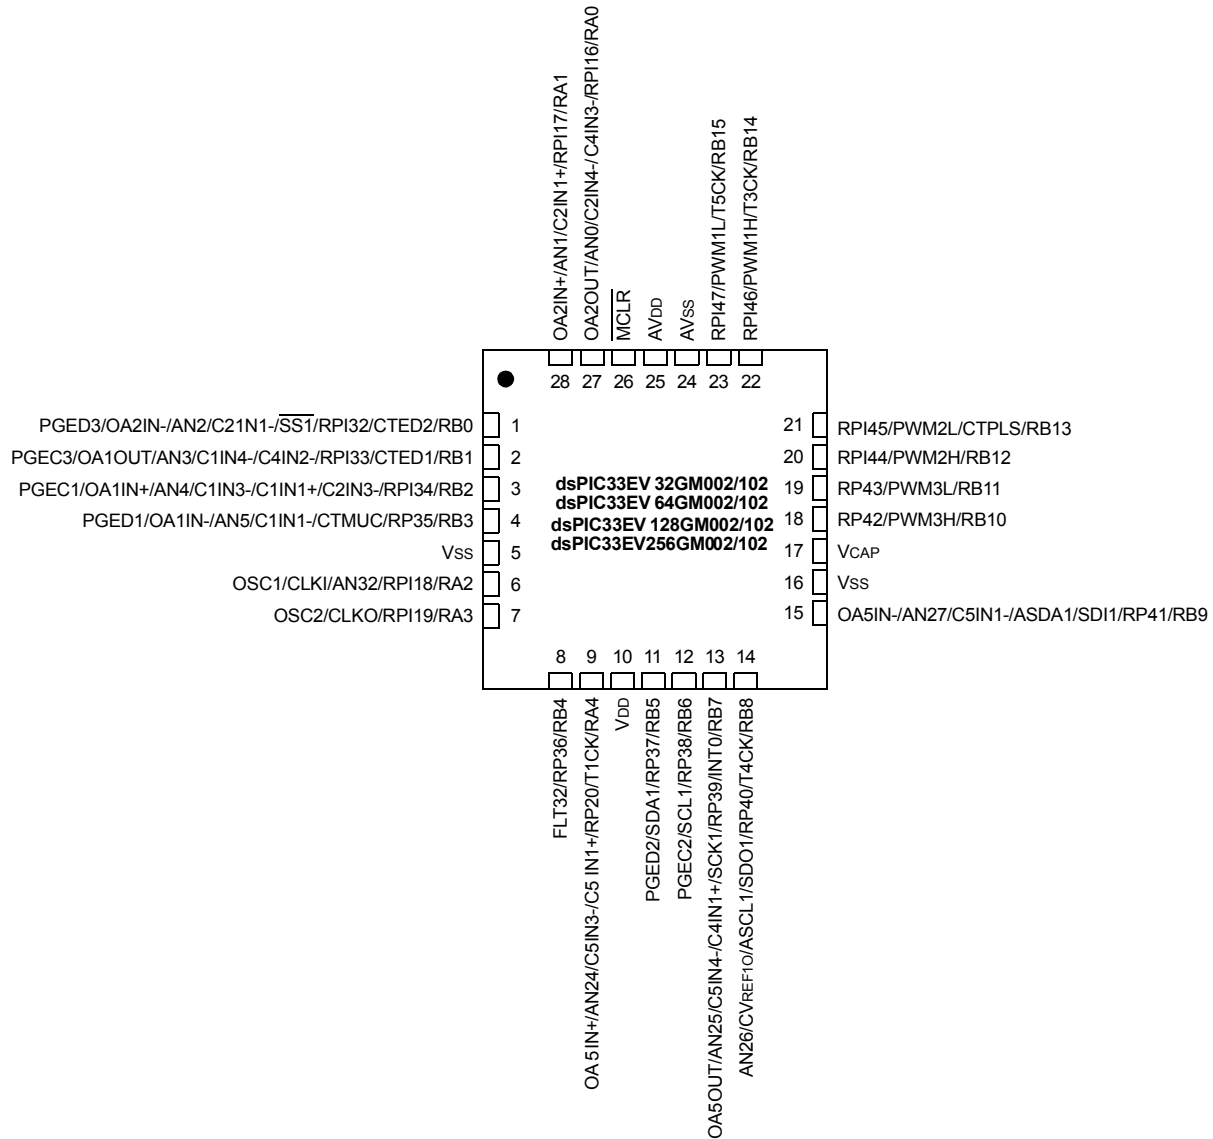 OA2IN+/AN1/C2IN1+/RPI17/RA1
OA2OUT/AN0/C2IN4-/C4IN3-/RPI16/RA0
MCLR
AVDD
AVSS
RPI47/PWM1L/T5CK/RB15
RPI46/PWM1H/T3CK/RB14
28 27 26 25 24 23 22
PGED3/OA2IN-/AN2/C21N1-/SS1/RPI32/CTED2/RB0 1
PGEC3/OA1OUT/AN3/C1IN4-/C4IN2-/RPI33/CTED1/RB1 2
PGEC1/OA1IN+/AN4/C1IN3-/C1IN1+/C2IN3-/RPI34/RB2 3
PGED1/OA1IN-/AN5/C1IN1-/CTMUC/RP35/RB3 4
VSS 5
OSC1/CLKI/AN32/RPI18/RA2 6
OSC2/CLKO/RPI19/RA3 7
dsPIC33EV 32GM002/102
dsPIC33EV 64GM002/102
dsPIC33EV 128GM002/102
dsPIC33EV256GM002/102
21 RPI45/PWM2L/CTPLS/RB13
20 RPI44/PWM2H/RB12
19 RP43/PWM3L/RB11
18 RP42/PWM3H/RB10
17 VCAP
16 VSS
15 OA5IN-/AN27/C5IN1-/ASDA1/SDI1/RP41/RB9
8 9 10 11 12 13 14
FLT32/RP36/RB4
OA5IN+/AN24/C5IN3-/C5 IN1+/RP20/T1CK/RA4
VDD
PGED2/SDA1/RP37/RB5
PGEC2/SCL1/RP38/RB6
OA5OUT/AN25/C5IN4-/C4IN1+/SCK1/RP39/INT0/RB7
AN26/CVREF1O/ASCL1/SDO1/RP40/T4CK/RB8